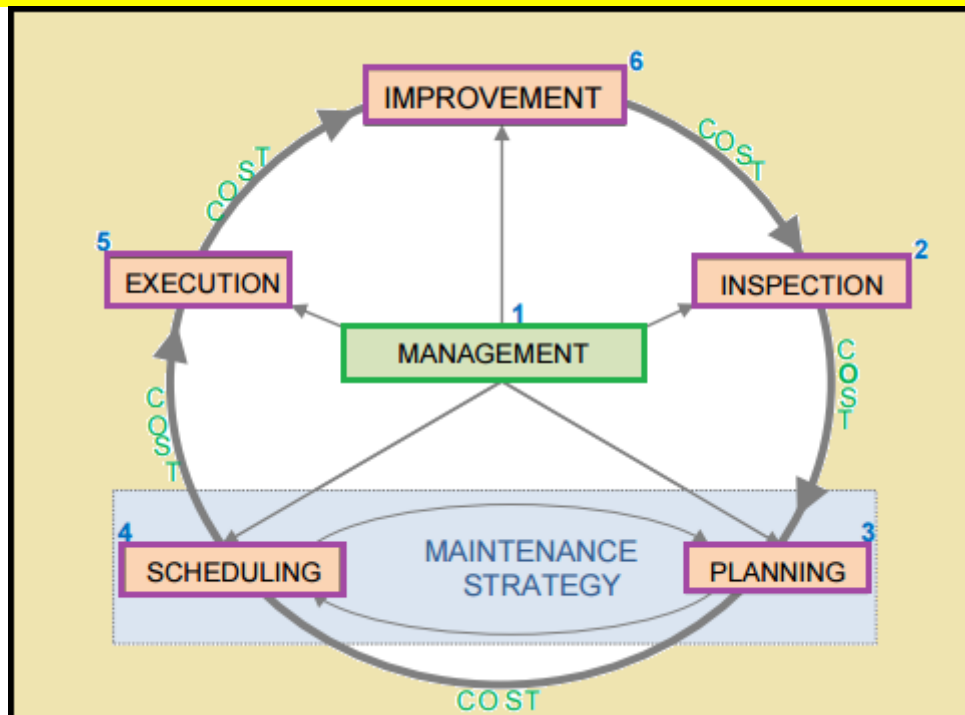 6
IMPROVEMENT
COST
COST
5
EXECUTION
2
INSPECTION
1
MANAGEMENT
COST
COST
4
SCHEDULING
MAINTENANCE
STRATEGY
3
PLANNING
COST